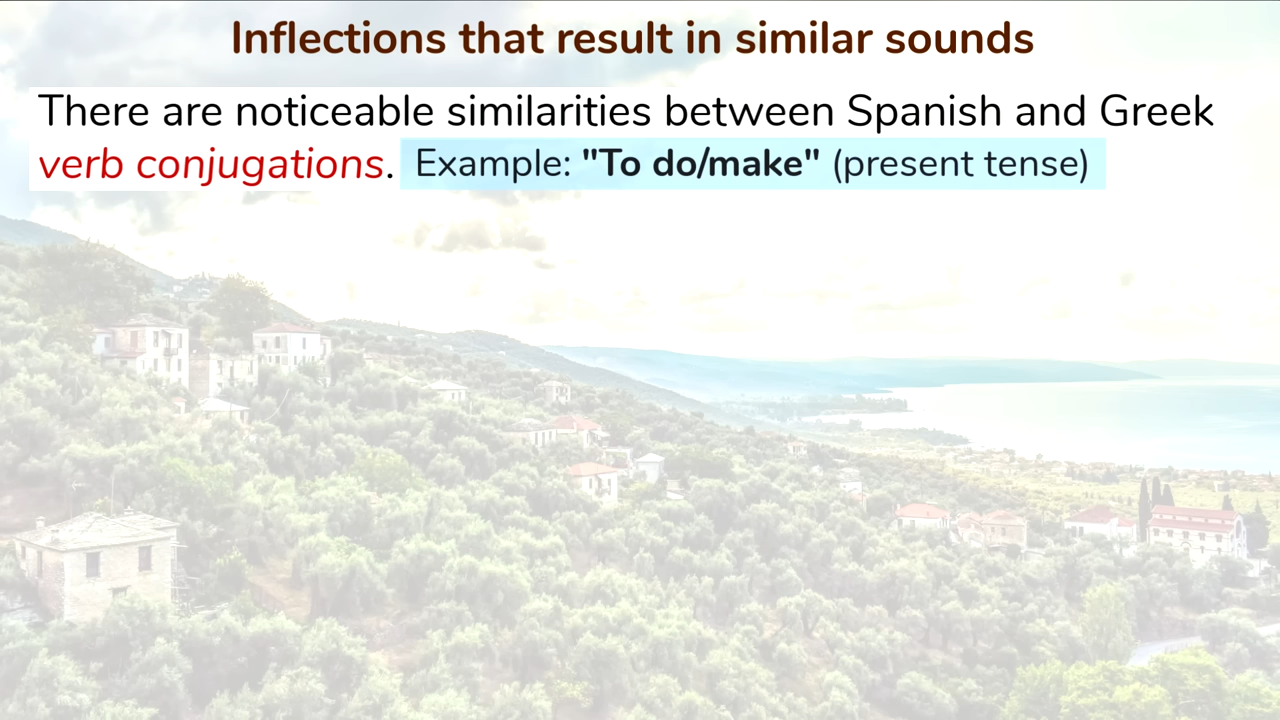 Inflections that result in similar sounds
There are noticeable similarities between Spanish and Greek
verb conjugations. Example: "To do/make" (present tense)